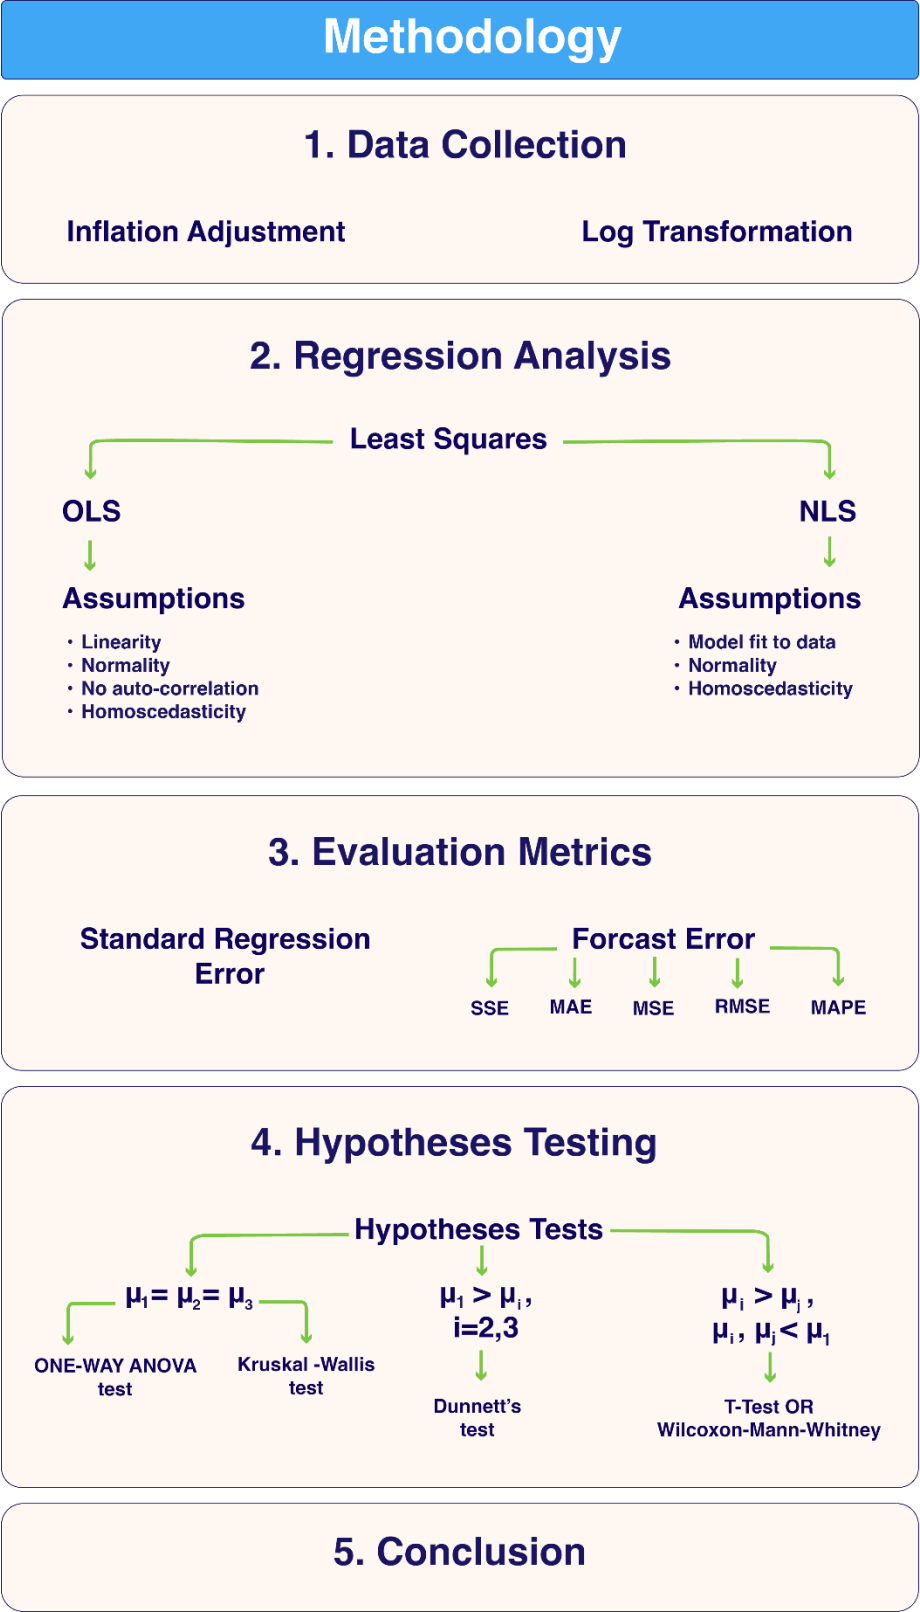 Methodology
1. Data Collection
Inflation Adjustment
Log Transformation
2. Regression Analysis
Least Squares
OLS
NLS
Assumptions
• Linearity
• Normality
• No auto-correlation
• Homoscedasticity
Assumptions
• Model fit to data
• Normality
• Homoscedasticity
3. Evaluation Metrics
Standard Regression
Error
Forcast Error
SSE
MAE
MSE
RMSE
MAPE
4. Hypotheses Testing
Hypotheses Tests
μ₁= μ₂= μ₃
ONE-WAY ANOVA
test
Kruskal -Wallis
test
μ₁ > μᵢ,
i=2,3
Dunnett's
test
μᵢ > μⱼ,
μᵢ, μⱼ< μ₁
T-Test OR
Wilcoxon-Mann-Whitney
5. Conclusion